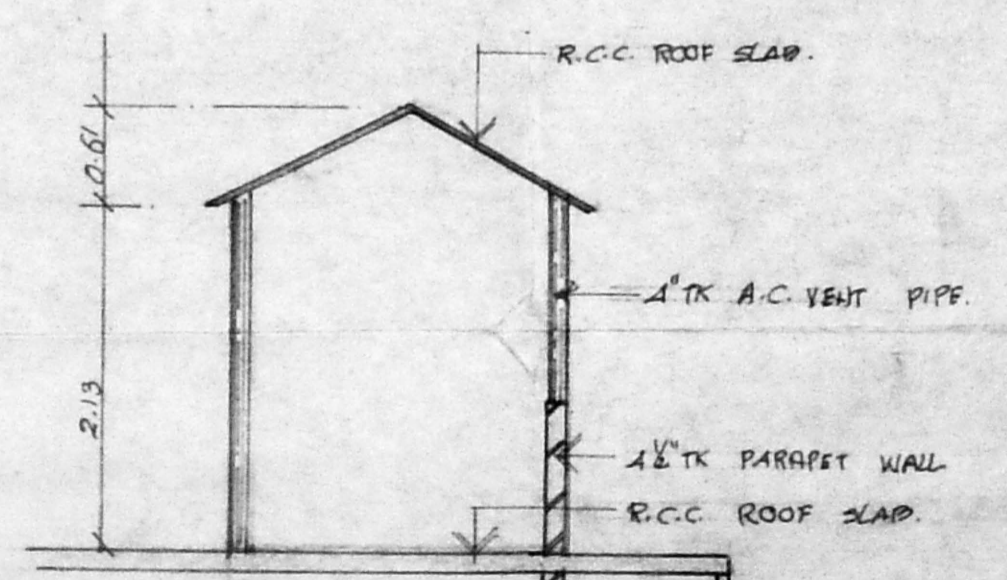 R.C.C. ROOF SLAB.
0.61
4" TK A.C. VENT PIPE.
2.13
4½" TK PARAPET WALL
R.C.C. ROOF SLAB.